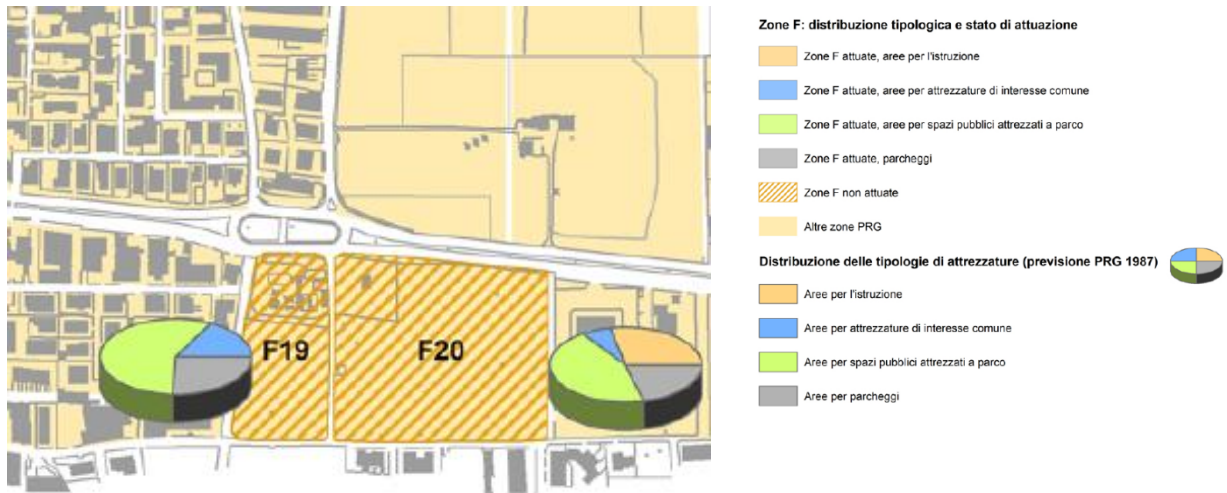 F19
F20
Zone F: distribuzione tipologica e stato di attuazione
Zone F attuate, aree per l'istruzione
Zone F attuate, aree per attrezzature di interesse comune
Zone F attuate, aree per spazi pubblici attrezzati a parco
Zone F attuate, parcheggi
Zone F non attuate
Altre zone PRG
Distribuzione delle tipologie di attrezzature (previsione PRG 1987)
Aree per l'istruzione
Aree per attrezzature di interesse comune
Aree per spazi pubblici attrezzati a parco
Aree per parcheggi